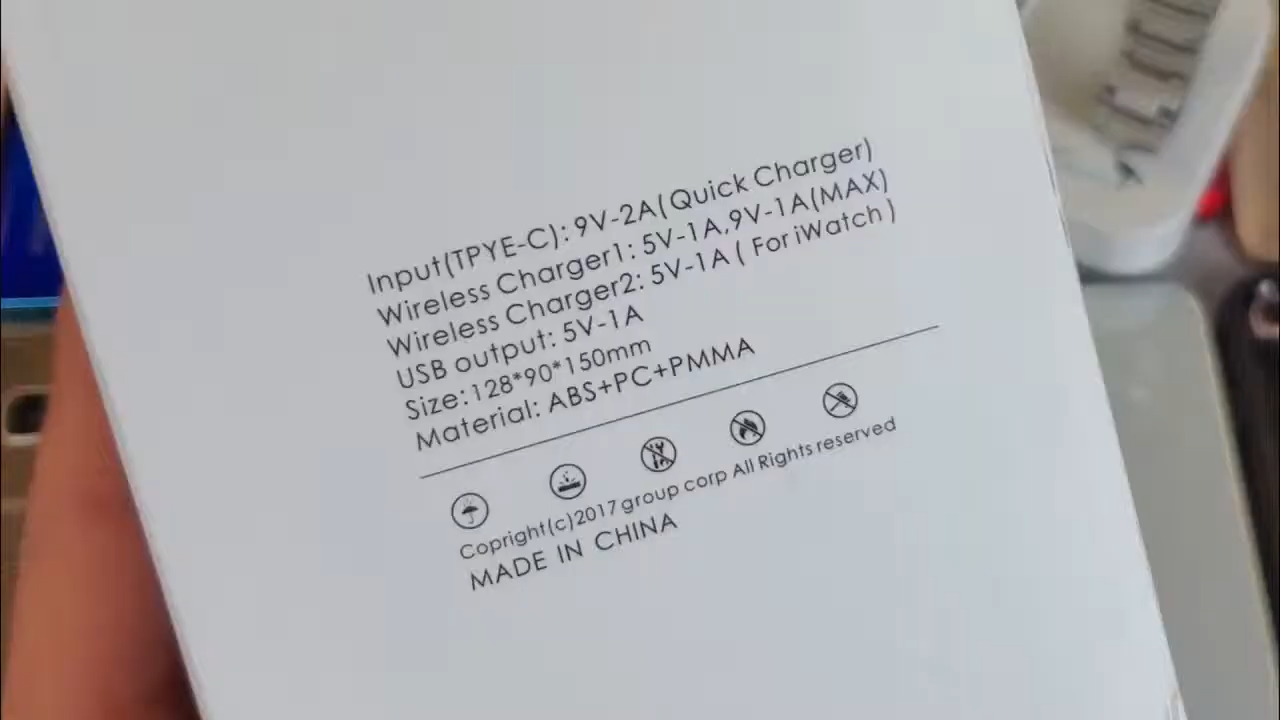 Input(TPYE-C): 9V-2A(Quick Charger)
Wireless Charger1: 5V-1A,9V-1A(MAX)
Wireless Charger2: 5V-1A ( For iWatch )
USB output: 5V-1A
Size:128*90*150mm
Material: ABS+PC+PMMA
Copright(c)2017 group corp All Rights reserved
MADE IN CHINA